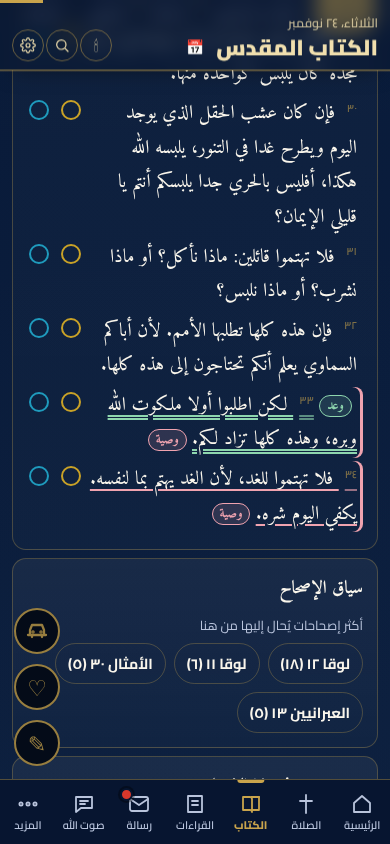 الثلاثاء، ٢٤ نوفمبر
الكتاب المقدس
مجده كان يلبس كواحدة منها.
٣٠ فإن كان عشب الحقل الذي يوجد
اليوم ويطرح غدا في التنور، يلبسه الله
هكذا، أفليس بالحري جدا يلبسكم أنتم يا
قليلي الإيمان؟
٣١ فلا تهتموا قائلين: ماذا نأكل؟ أو ماذا
نشرب؟ أو ماذا نلبس؟
٣٢ فإن هذه كلها تطلبها الأمم. لأن أباكم
السماوي يعلم أنكم تحتاجون إلى هذه كلها.
وعد ٣٣ لكن اطلبوا أولا ملكوت الله
وبره، وهذه كلها تزاد لكم. وصية
٣٤ فلا تهتموا للغد، لأن الغد يهتم بما لنفسه.
يكفي اليوم شره. وصية
سياق الإصحاح
أكثر إصحاحات يُحال إليها من هنا
لوقا ١٢ (١٨) لوقا ١١ (٦) الأمثال ٣٠ (٥)
العبرانيين ١٣ (٥)
الرئيسية الصلاة الكتاب القراءات رسالة صوت الله المزيد